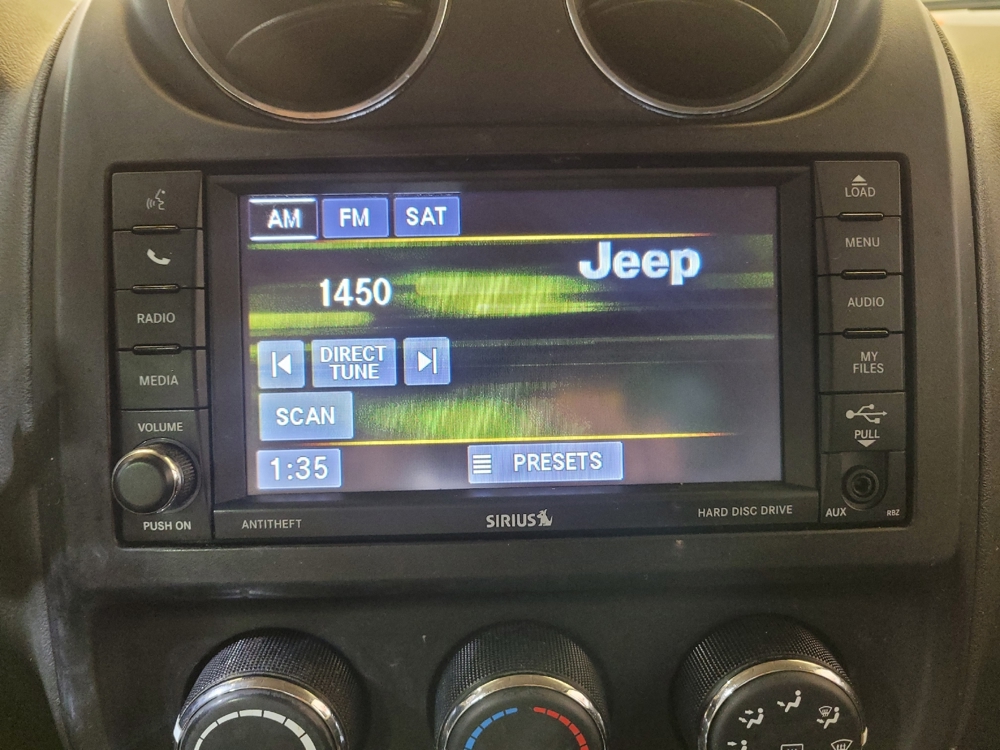 LOAD
MENU
AUDIO
MY
FILES
PULL
AUX
RBZ
RADIO
MEDIA
VOLUME
PUSH ON
AM
FM
SAT
Jeep
1450
DIRECT
TUNE
SCAN
1:35
PRESETS
ANTITHEFT
SIRIUS
HARD DISC DRIVE